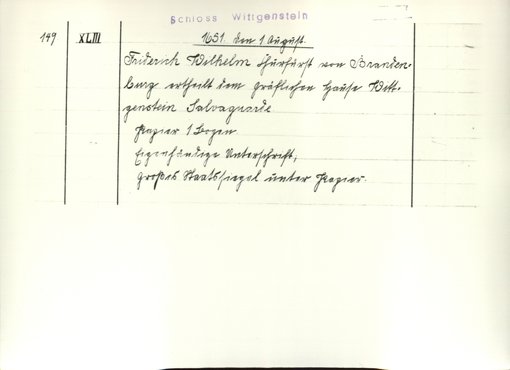 Schloss Wittgenstein
149 XLIII 1651. den 1 August.
Friderich Wilhelm Churfürst von Branden-
burg ertheilt dem gräflichen Hause Witt-
genstein Salvaguarde
Papier 1 Bogen
Eigenhändige Unterschrift,
großes Staatssiegel unter Papier.